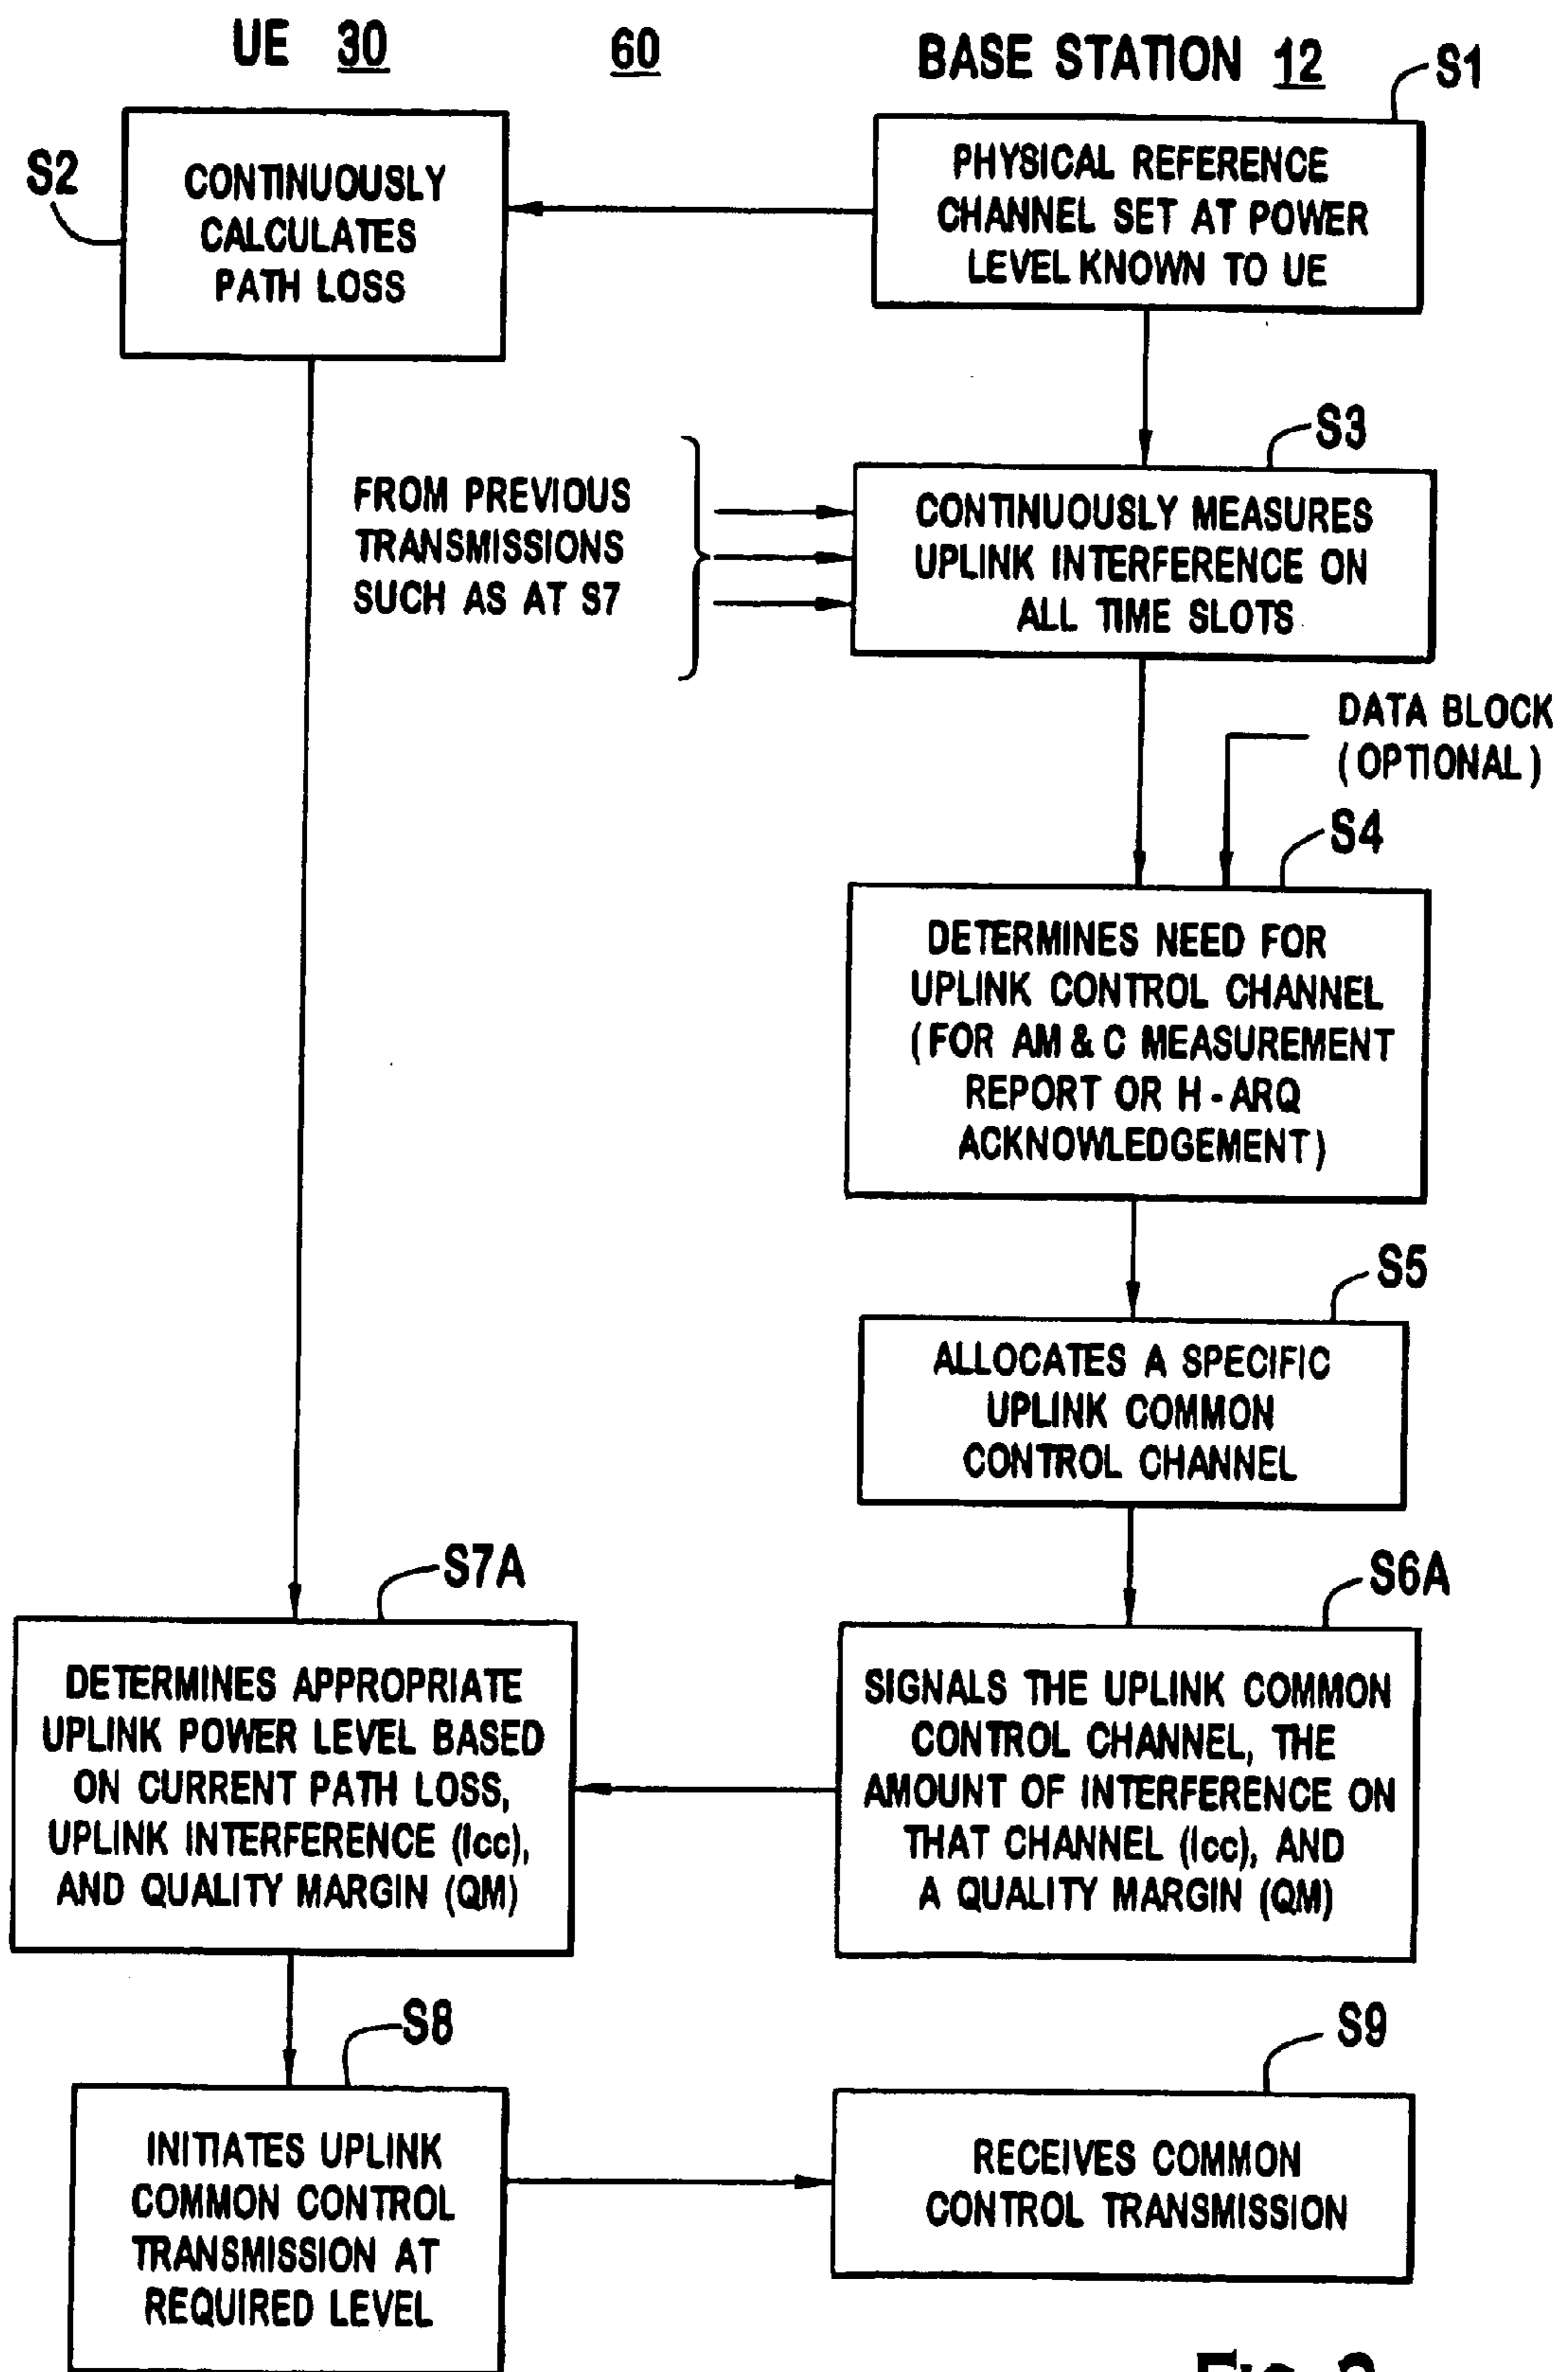 UE 30
60
BASE STATION 12
S1
S2
CONTINUOUSLY
CALCULATES
PATH LOSS
PHYSICAL REFERENCE
CHANNEL SET AT POWER
LEVEL KNOWN TO UE
S3
FROM PREVIOUS
TRANSMISSIONS
SUCH AS AT S7
CONTINUOUSLY MEASURES
UPLINK INTERFERENCE ON
ALL TIME SLOTS
DATA BLOCK
(OPTIONAL)
S4
DETERMINES NEED FOR
UPLINK CONTROL CHANNEL
(FOR AM & C MEASUREMENT
REPORT OR H-ARQ
ACKNOWLEDGEMENT)
S5
ALLOCATES A SPECIFIC
UPLINK COMMON
CONTROL CHANNEL
S7A
S6A
DETERMINES APPROPRIATE
UPLINK POWER LEVEL BASED
ON CURRENT PATH LOSS,
UPLINK INTERFERENCE (Icc),
AND QUALITY MARGIN (QM)
SIGNALS THE UPLINK COMMON
CONTROL CHANNEL, THE
AMOUNT OF INTERFERENCE ON
THAT CHANNEL (Icc), AND
A QUALITY MARGIN (QM)
S8
S9
INITIATES UPLINK
COMMON CONTROL
TRANSMISSION AT
REQUIRED LEVEL
RECEIVES COMMON
CONTROL TRANSMISSION